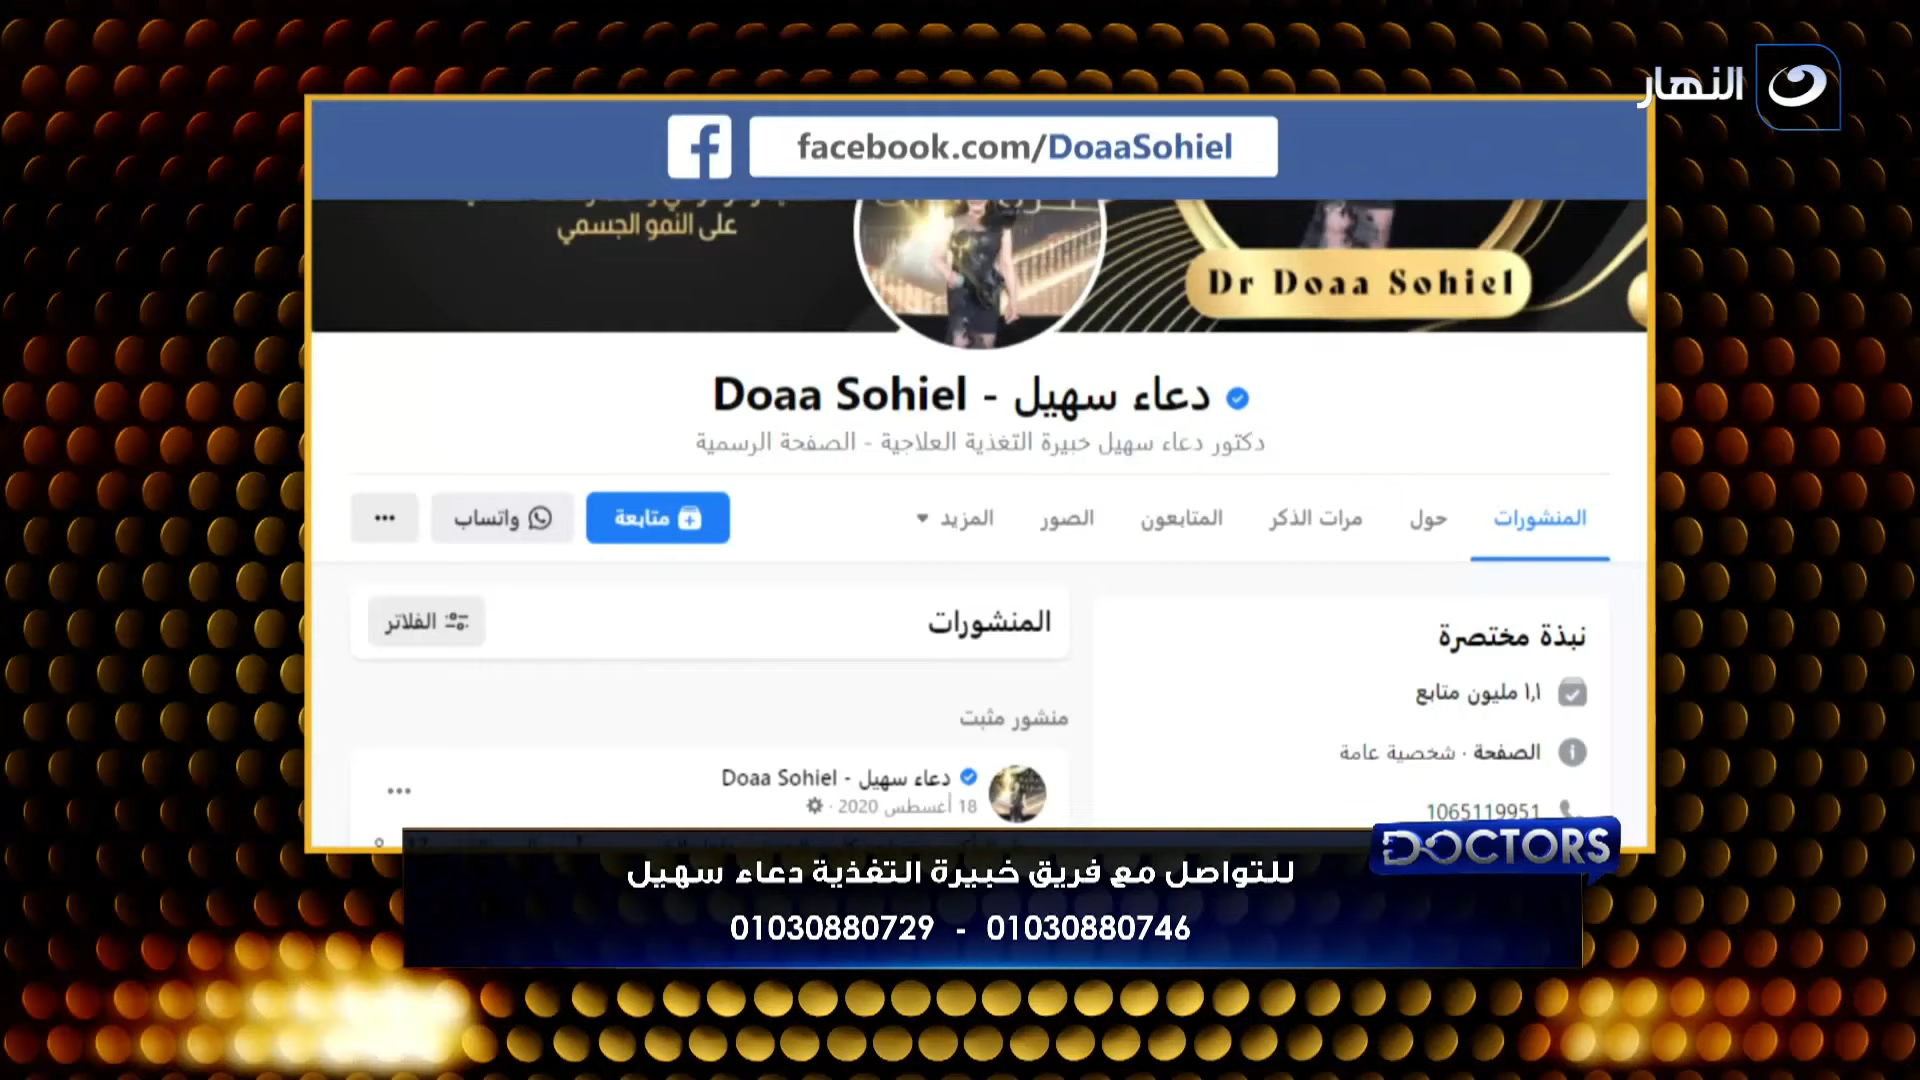 النهار
facebook.com/DoaaSohiel
على النمو الجسمي
Dr Doaa Sohiel
دعاء سهيل - Doaa Sohiel
دكتور دعاء سهيل خبيرة التغذية العلاجية - الصفحة الرسمية
المنشورات
حول
مرات الذكر
المتابعون
الصور
المزيد
متابعة
واتساب
المنشورات
الفلاتر
نبذة مختصرة
١,١ مليون متابع
الصفحة · شخصية عامة
1065119951
منشور مثبت
دعاء سهيل - Doaa Sohiel
18 أغسطس 2020 ·
DOCTORS
للتواصل مع فريق خبيرة التغذية دعاء سهيل
01030880729 - 01030880746